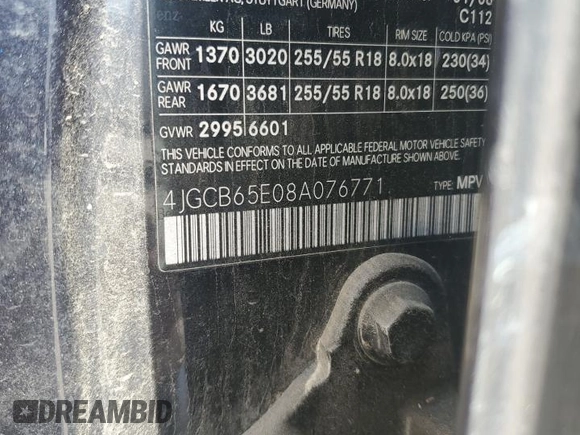 STUTTGART (GERMANY)
C112
KG LB TIRES RIM SIZE COLD KPA (PSI)
GAWR FRONT 1370 3020 255/55 R18 8.0x18 230(34)
GAWR REAR 1670 3681 255/55 R18 8.0x18 250(36)
GVWR 2995 6601
THIS VEHICLE CONFORMS TO ALL APPLICABLE FEDERAL MOTOR VEHICLE SAFETY
STANDARDS IN EFFECT ON THE DATE OF MANUFACTURE SHOWN ABOVE.
4JGCB65E08A076771 TYPE: MPV
DREAMBID